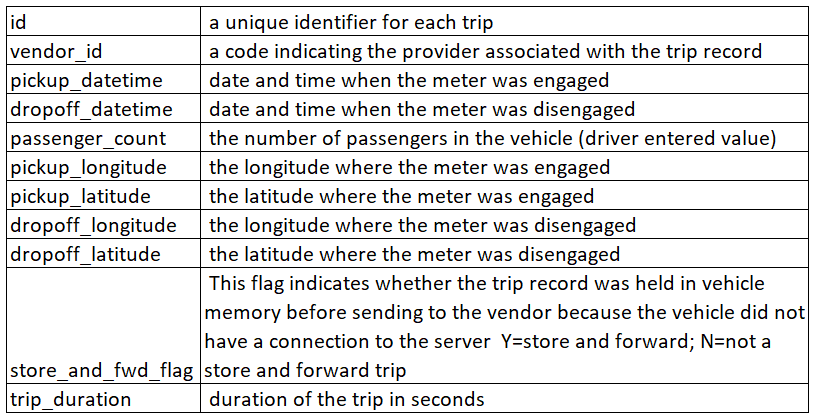 id a unique identifier for each trip
vendor_id a code indicating the provider associated with the trip record
pickup_datetime date and time when the meter was engaged
dropoff_datetime date and time when the meter was disengaged
passenger_count the number of passengers in the vehicle (driver entered value)
pickup_longitude the longitude where the meter was engaged
pickup_latitude the latitude where the meter was engaged
dropoff_longitude the longitude where the meter was disengaged
dropoff_latitude the latitude where the meter was disengaged
This flag indicates whether the trip record was held in vehicle
memory before sending to the vendor because the vehicle did not
have a connection to the server  Y=store and forward; N=not a
store_and_fwd_flag store and forward trip
trip_duration duration of the trip in seconds